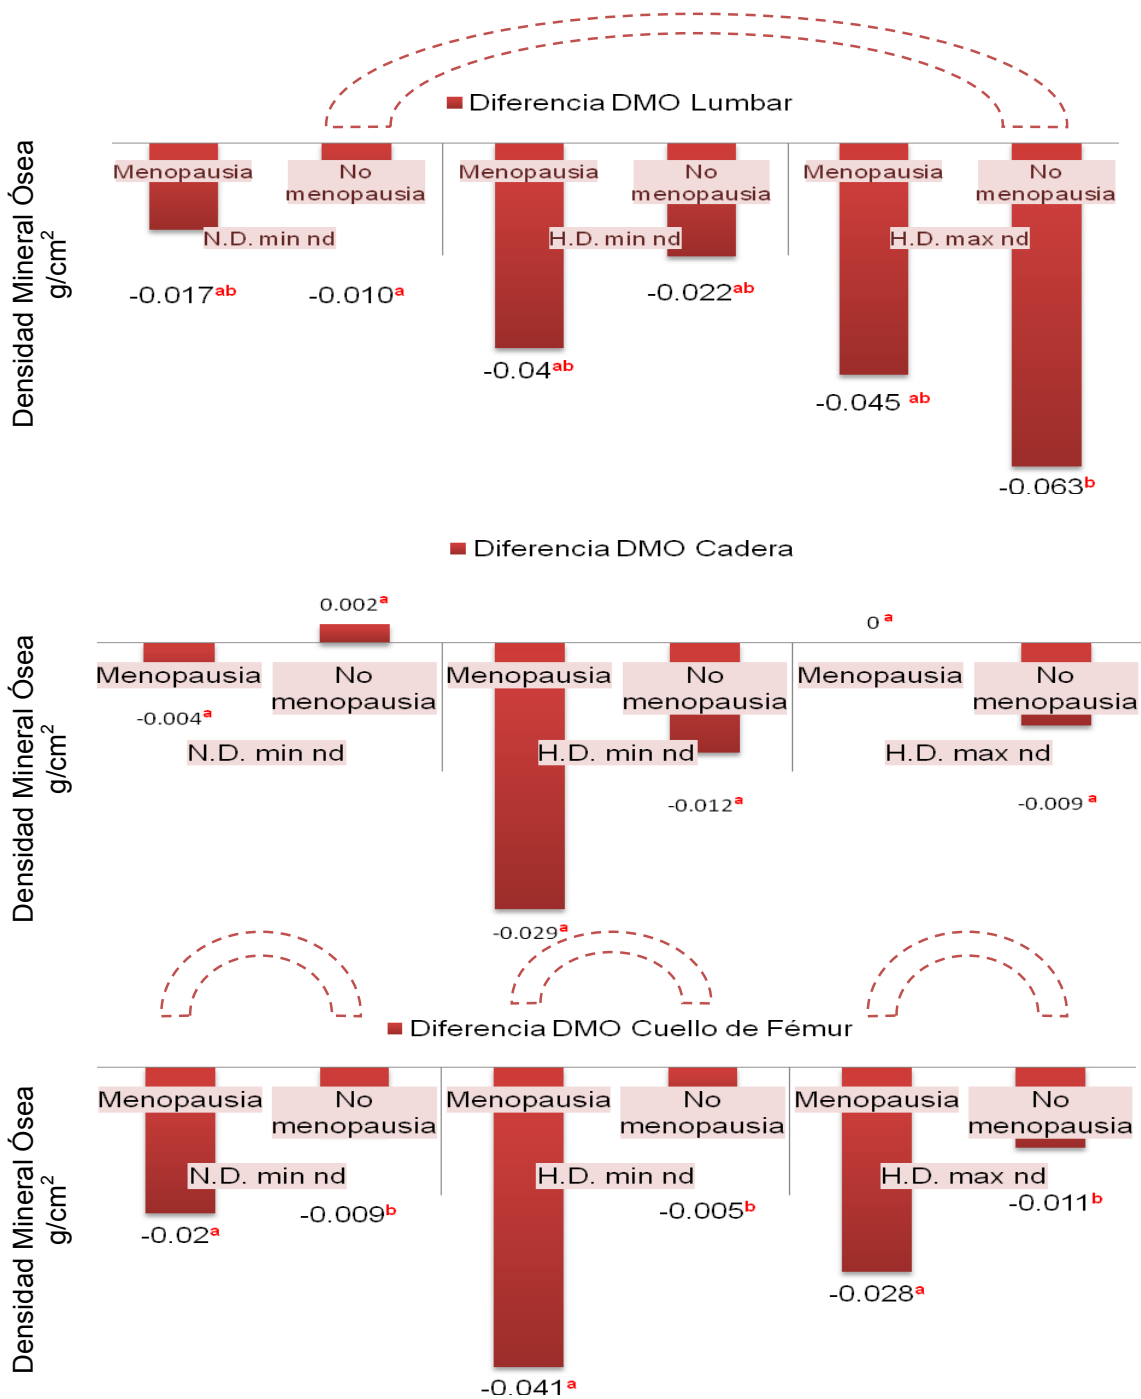 Diferencia DMO Lumbar
Densidad Mineral Ósea
g/cm²
Menopausia
No
menopausia
Menopausia
No
menopausia
Menopausia
No
menopausia
N.D. min nd
H.D. min nd
H.D. max nd
-0.017ab
-0.010a
-0.04ab
-0.022ab
-0.045 ab
-0.063b
Diferencia DMO Cadera
Densidad Mineral Ósea
g/cm²
0.002a
0 a
Menopausia
No
menopausia
Menopausia
No
menopausia
Menopausia
No
menopausia
-0.004a
N.D. min nd
H.D. min nd
H.D. max nd
-0.012a
-0.009 a
-0.029a
Diferencia DMO Cuello de Fémur
Densidad Mineral Ósea
g/cm²
Menopausia
No
menopausia
Menopausia
No
menopausia
Menopausia
No
menopausia
N.D. min nd
H.D. min nd
H.D. max nd
-0.02a
-0.009b
-0.041a
-0.005b
-0.028a
-0.011b